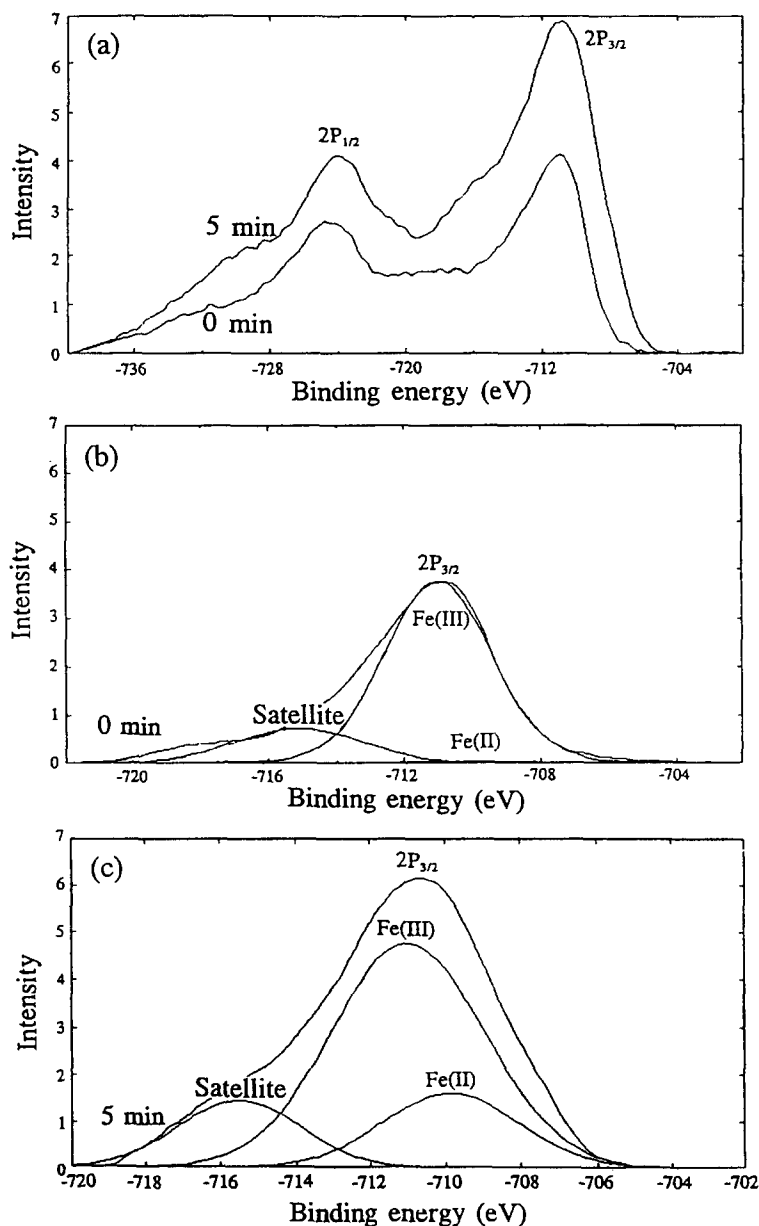 (a)
2P3/2
2P1/2
5 min
0 min
Intensity
7
6
5
4
3
2
1
0
-736
-728
-720
-711
-704
Binding energy (eV)
(b)
2P3/2
Fe(III)
Satellite
0 min
Fe(II)
Intensity
7
6
5
4
3
2
1
0
-720
-716
-712
-708
-704
Binding energy (eV)
(c)
2P3/2
Fe(III)
Fe(II)
Satellite
5 min
Intensity
7
6
5
4
3
2
1
0
-720
-718
-716
-714
-712
-710
-708
-706
-704
-702
Binding energy (eV)